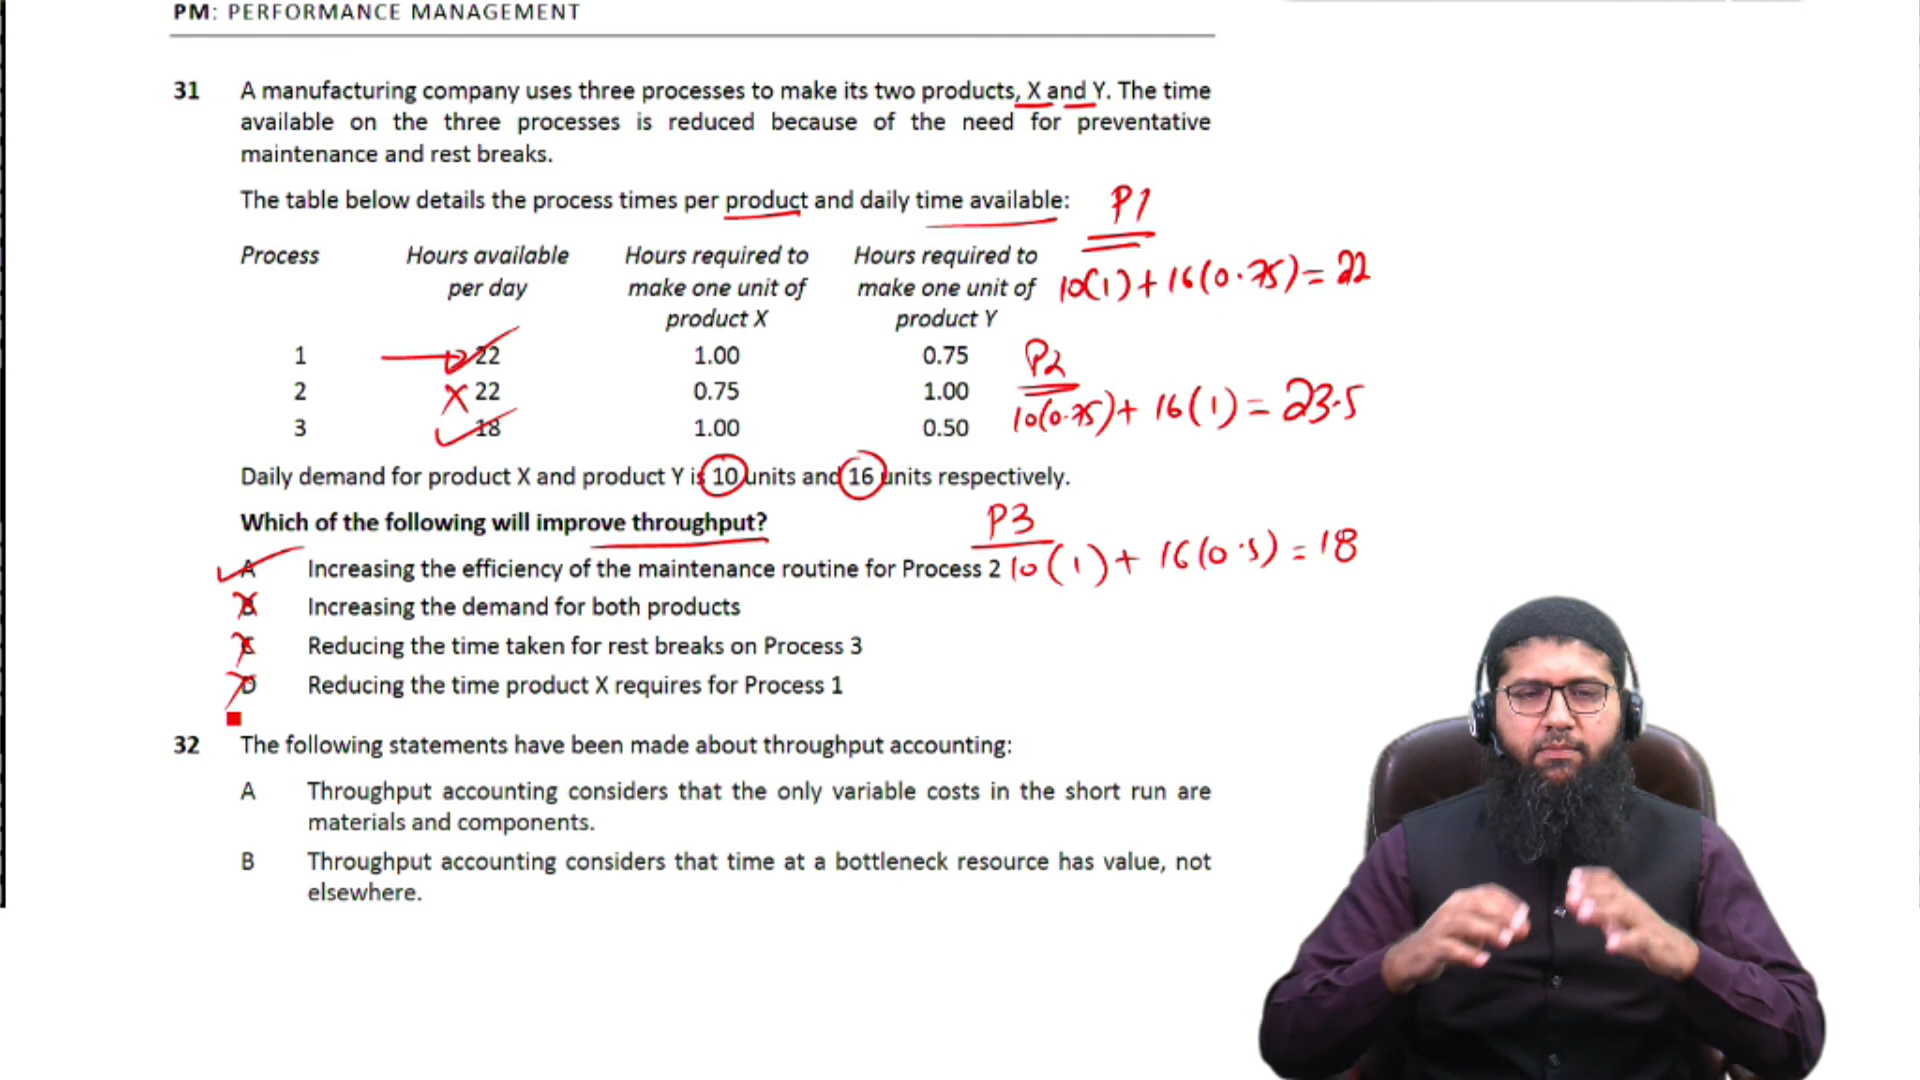 PM: PERFORMANCE MANAGEMENT
31 A manufacturing company uses three processes to make its two products, X and Y. The time
available on the three processes is reduced because of the need for preventative
maintenance and rest breaks.
The table below details the process times per product and daily time available:
P1
Process Hours available Hours required to Hours required to
per day make one unit of make one unit of
product X product Y
10(1)+16(0.75)=22
1 22 1.00 0.75
P2
2 22 0.75 1.00
10(0.75)+16(1)=23.5
3 18 1.00 0.50
Daily demand for product X and product Y is 10 units and 16 units respectively.
Which of the following will improve throughput?
P3
10(1)+16(0.5)=18
A Increasing the efficiency of the maintenance routine for Process 2
B Increasing the demand for both products
C Reducing the time taken for rest breaks on Process 3
D Reducing the time product X requires for Process 1
32 The following statements have been made about throughput accounting:
A Throughput accounting considers that the only variable costs in the short run are
materials and components.
B Throughput accounting considers that time at a bottleneck resource has value, not
elsewhere.